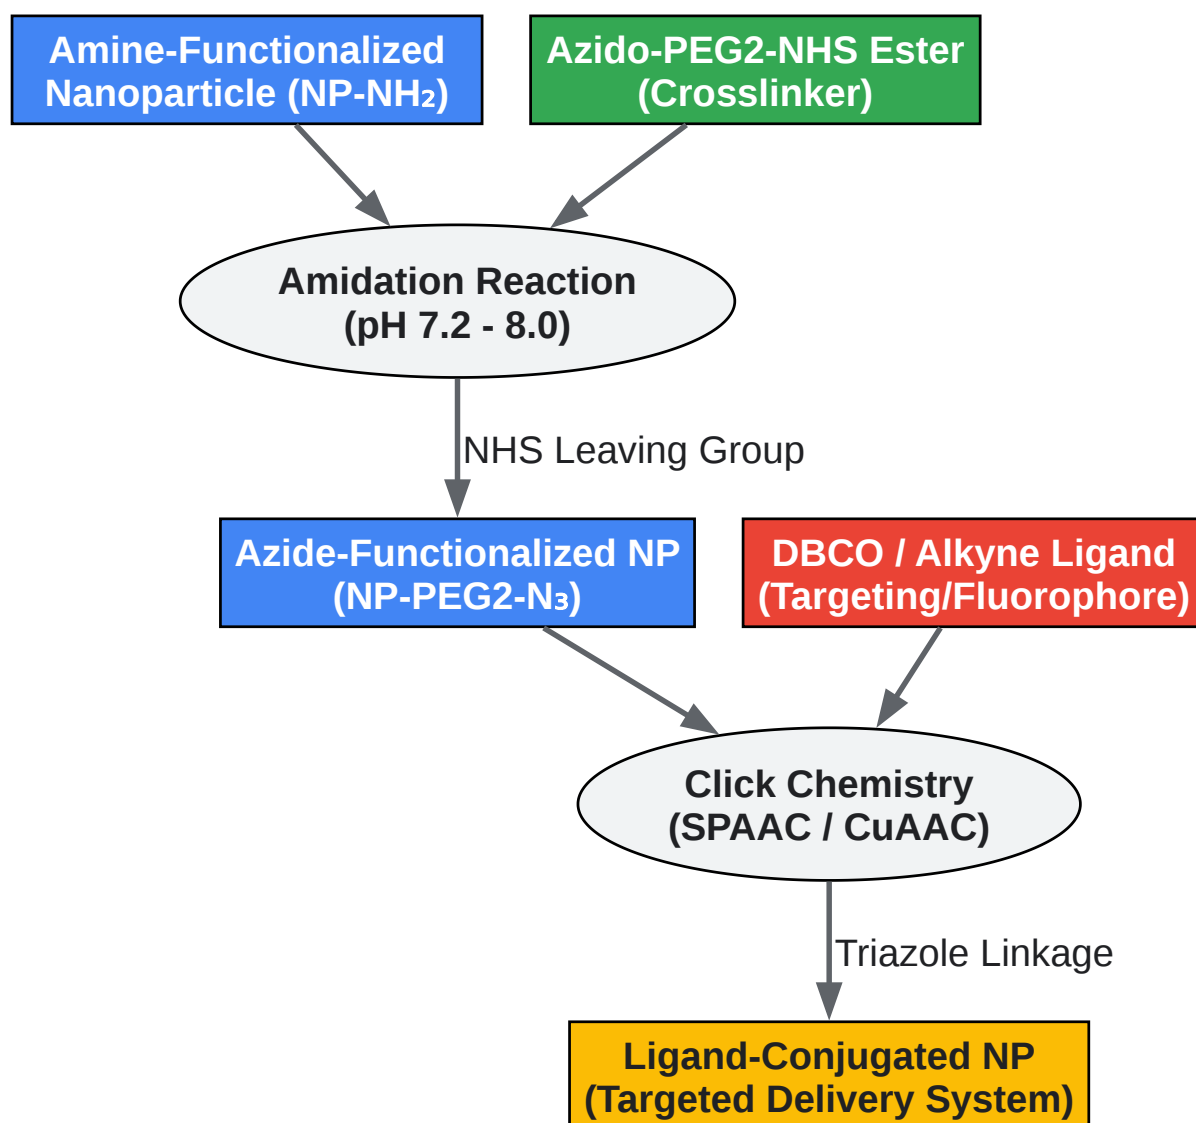 Amine-Functionalized
Nanoparticle (NP-NH₂)
Azido-PEG2-NHS Ester
(Crosslinker)
Amidation Reaction
(pH 7.2 - 8.0)
NHS Leaving Group
Azide-Functionalized NP
(NP-PEG2-N₃)
DBCO / Alkyne Ligand
(Targeting/Fluorophore)
Click Chemistry
(SPAAC / CuAAC)
Triazole Linkage
Ligand-Conjugated NP
(Targeted Delivery System)